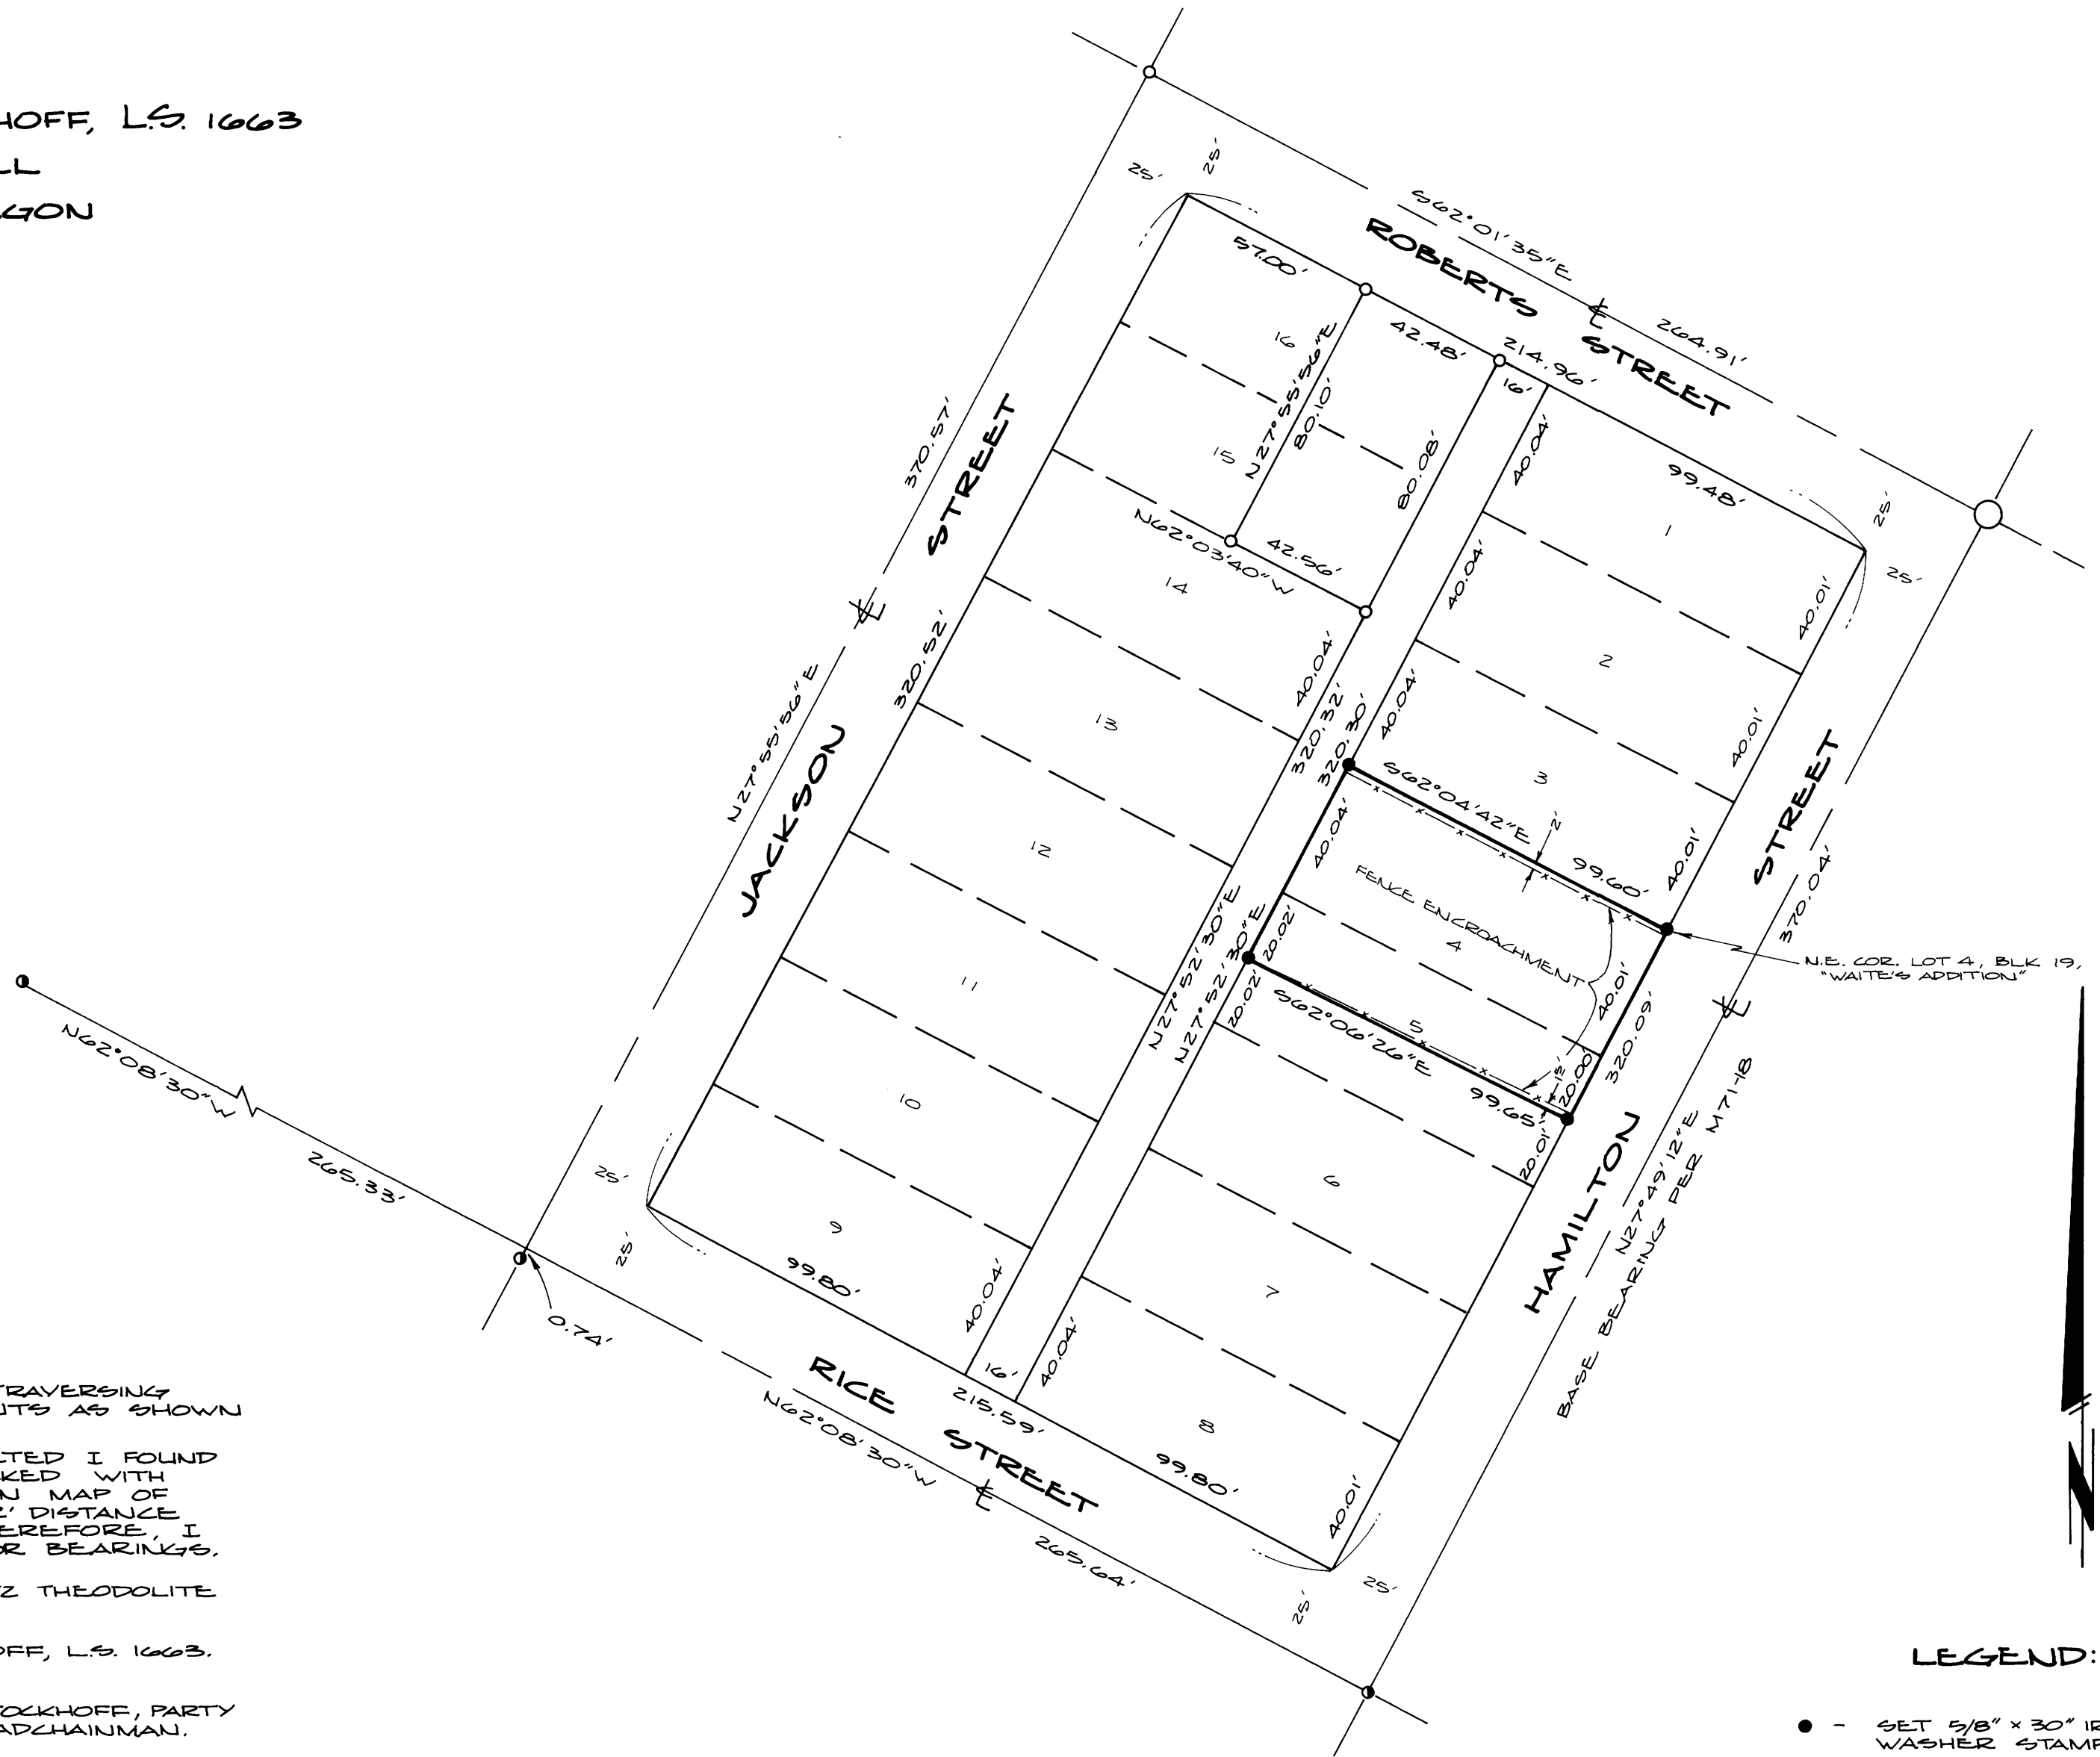 HOFF, L.S. 1663
LL
GON
25'
25'
S62°01'35"E
264.91'
ROBERTS STREET
57.00'
42.48'
214.96'
16'
99.48'
25'
25'
16
N27°55'56"E
80.10'
80.08'
40.04'
1
40.01'
15
N62°03'40"W
42.56'
40.04'
2
40.01'
370.57'
JACKSON STREET
320.52'
N27°55'56"E
14
40.04'
40.04'
320.32'
320.30'
13
3
S62°04'42"E
99.60'
2'
40.01'
HAMILTON STREET
370.04'
12
40.04'
FENCE ENCROACHMENT
4
N.E. COR. LOT 4, BLK 19,
"WAITE'S ADDITION"
20.02'
40.01'
320.09'
11
N27°52'30"E
N27°52'30"E
20.02'
5
S62°06'26"E
99.65'
20.00'
20.01'
N27°49'12"E
BASE BEARING PER M71-18
N62°08'30"W
265.33'
10
6
25'
25'
9
99.80'
40.04'
7
0.74'
16'
40.04'
8
99.80'
40.01'
RICE STREET
215.59'
N62°08'30"W
265.64'
25'
25'
TRAVERSING
NTS AS SHOWN
CTED I FOUND
KED WITH
N MAP OF
2' DISTANCE
EREFORE, I
OR BEARINGS.
Z THEODOLITE
OFF, L.S. 1663.
TOCKHOFF, PARTY
ADCHAINMAN.
N
LEGEND:
● - SET 5/8" x 30" IR
WASHER STAMP